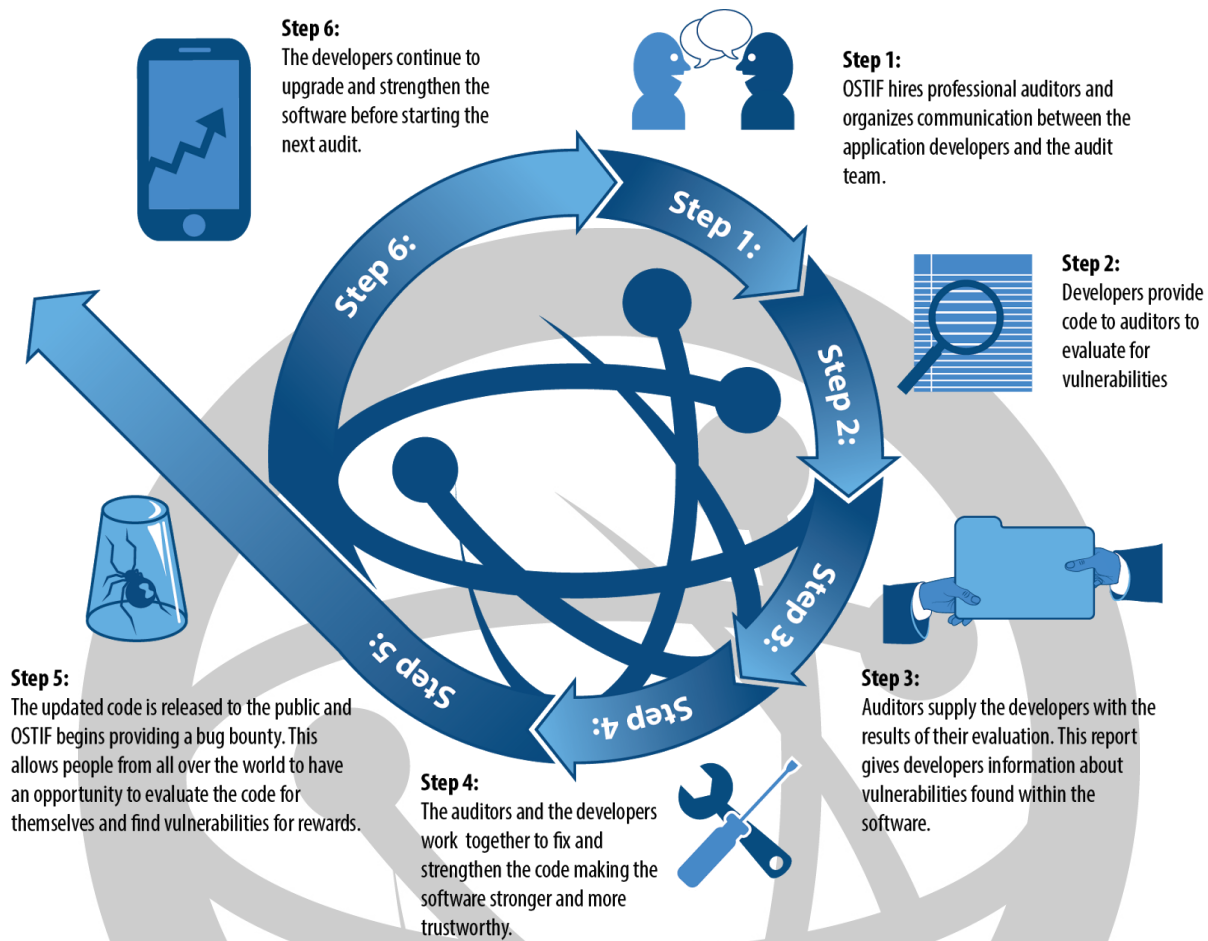 Step 1:
OSTIF hires professional auditors and
organizes communication between the
application developers and the audit
team.
Step 2:
Developers provide
code to auditors to
evaluate for
vulnerabilities
Step 3:
Auditors supply the developers with the
results of their evaluation. This report
gives developers information about
vulnerabilities found within the
software.
Step 4:
The auditors and the developers
work together to fix and
strengthen the code making the
software stronger and more
trustworthy.
Step 5:
The updated code is released to the public and
OSTIF begins providing a bug bounty. This
allows people from all over the world to have
an opportunity to evaluate the code for
themselves and find vulnerabilities for rewards.
Step 6:
The developers continue to
upgrade and strengthen the
software before starting the
next audit.
Step 1:
Step 2:
Step 3:
Step 4:
Step 5:
Step 6: